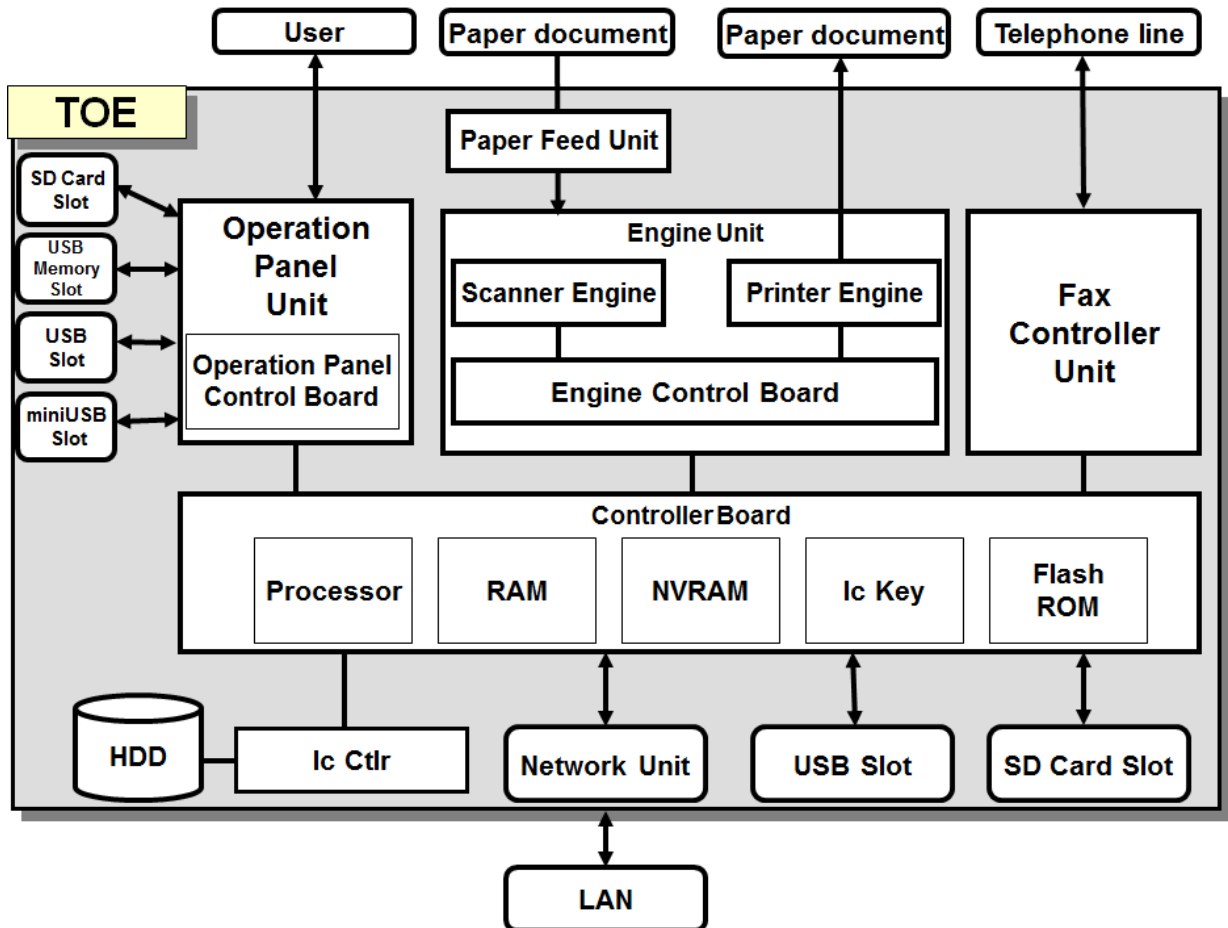 User
Paper document
Paper document
Telephone line
TOE
Paper Feed Unit
SD Card
Slot
USB
Memory
Slot
USB
Slot
miniUSB
Slot
Operation
Panel
Unit
Operation Panel
Control Board
Engine Unit
Scanner Engine
Printer Engine
Engine Control Board
Fax
Controller
Unit
Controller Board
Processor
RAM
NVRAM
Ic Key
Flash
ROM
HDD
Ic Ctlr
Network Unit
USB Slot
SD Card Slot
LAN